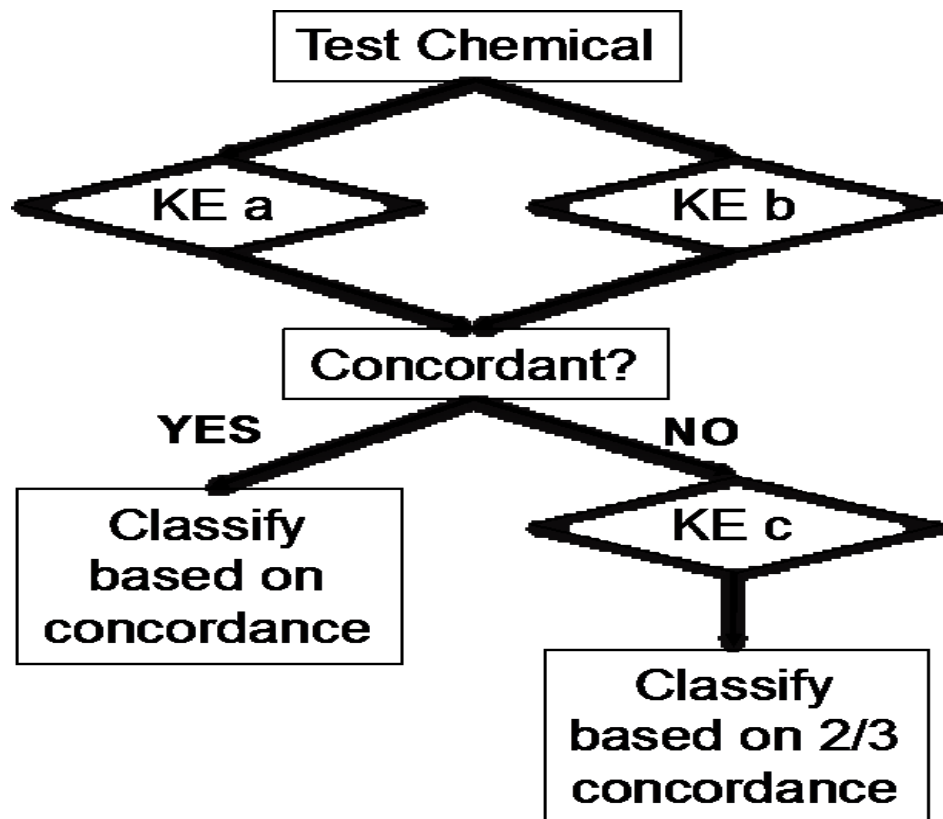 Test Chemical
KE a
KE b
Concordant?
YES
NO
Classify
based on
concordance
KE c
Classify
based on 2/3
concordance